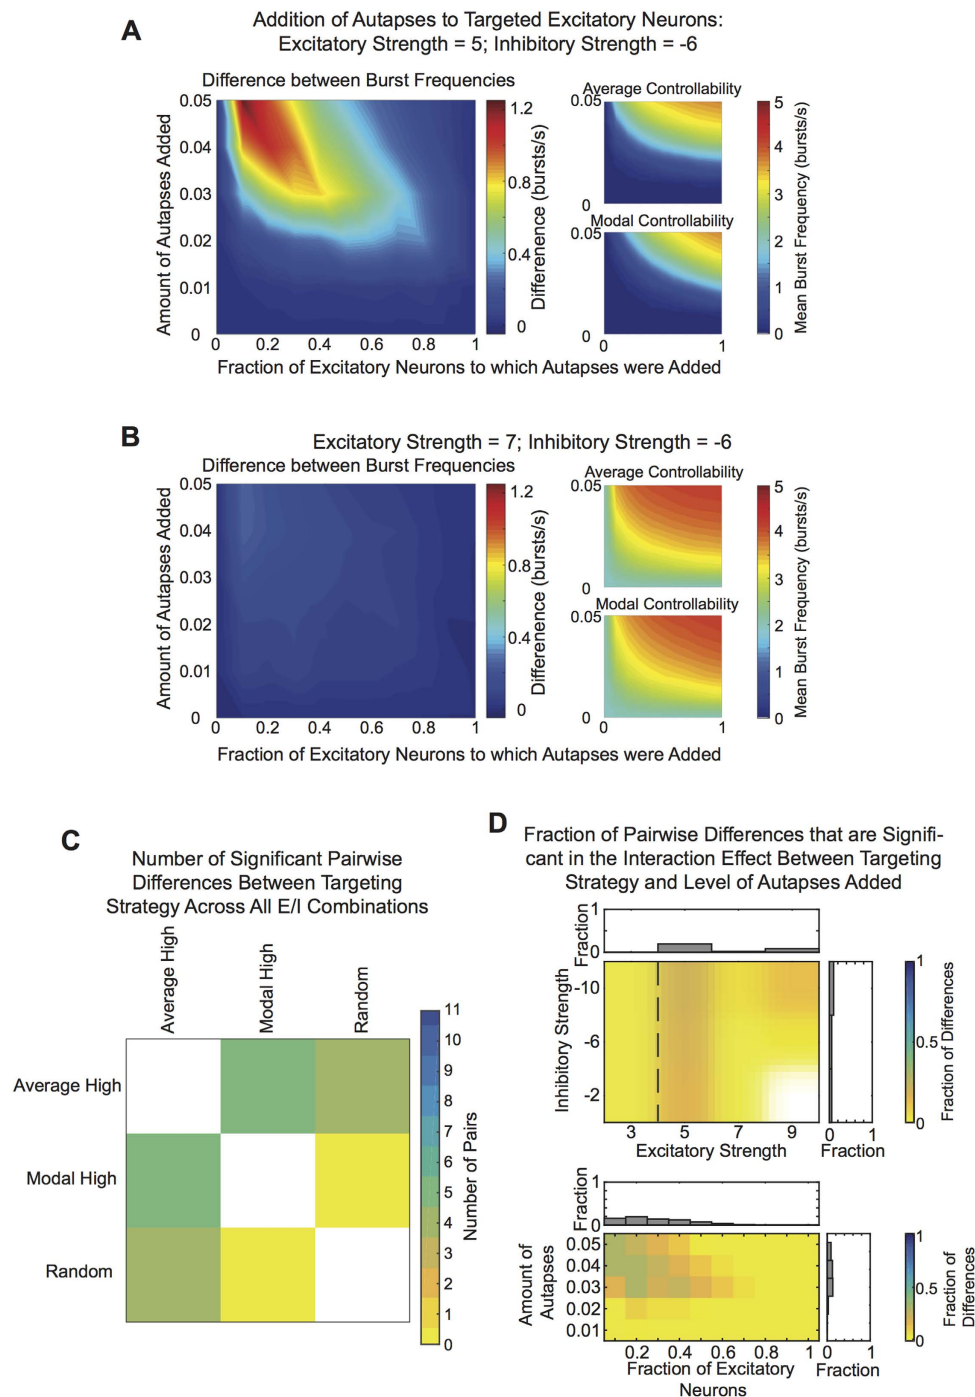 A
Addition of Autapses to Targeted Excitatory Neurons:
Excitatory Strength = 5; Inhibitory Strength = -6
Difference between Burst Frequencies
0.05
0.04
0.03
0.02
0.01
0
Amount of Autapses Added
0 0.2 0.4 0.6 0.8 1
1.2
0.8
0.4
0
Differenence (bursts/s)
Average Controllability
0.05
0
Modal Controllability
0.05
0
0 1
5
4
3
2
1
0
Mean Burst Frequency (bursts/s)
Fraction of Excitatory Neurons to which Autapses were Added
B
Excitatory Strength = 7; Inhibitory Strength = -6
Difference between Burst Frequencies
0.05
0.04
0.03
0.02
0.01
0
Amount of Autapses Added
0 0.2 0.4 0.6 0.8 1
1.2
0.8
0.4
0
Differenence (bursts/s)
Average Controllability
0.05
0
Modal Controllability
0.05
0
0 1
5
4
3
2
1
0
Mean Burst Frequency (bursts/s)
Fraction of Excitatory Neurons to which Autapses were Added
C
Number of Significant Pairwise
Differences Between Targeting
Strategy Across All E/I Combinations
Average High
Modal High
Random
Average High
Modal High
Random
11
10
9
8
7
6
5
4
3
2
1
0
Number of Pairs
D
Fraction of Pairwise Differences that are Signifi-
cant in the Interaction Effect Between Targeting
Strategy and Level of Autapses Added
1
0
Fraction
-10
-6
-2
Inhibitory Strength
3 5 7 9
Excitatory Strength
0 1
Fraction
1
0.5
0
Fraction of Differences
1
0
Fraction
0.05
0.04
0.03
0.02
0.01
Amount of
Autapses
0.2 0.4 0.6 0.8 1
Fraction of Excitatory
Neurons
0 1
Fraction
1
0.5
0
Fraction of
Differences